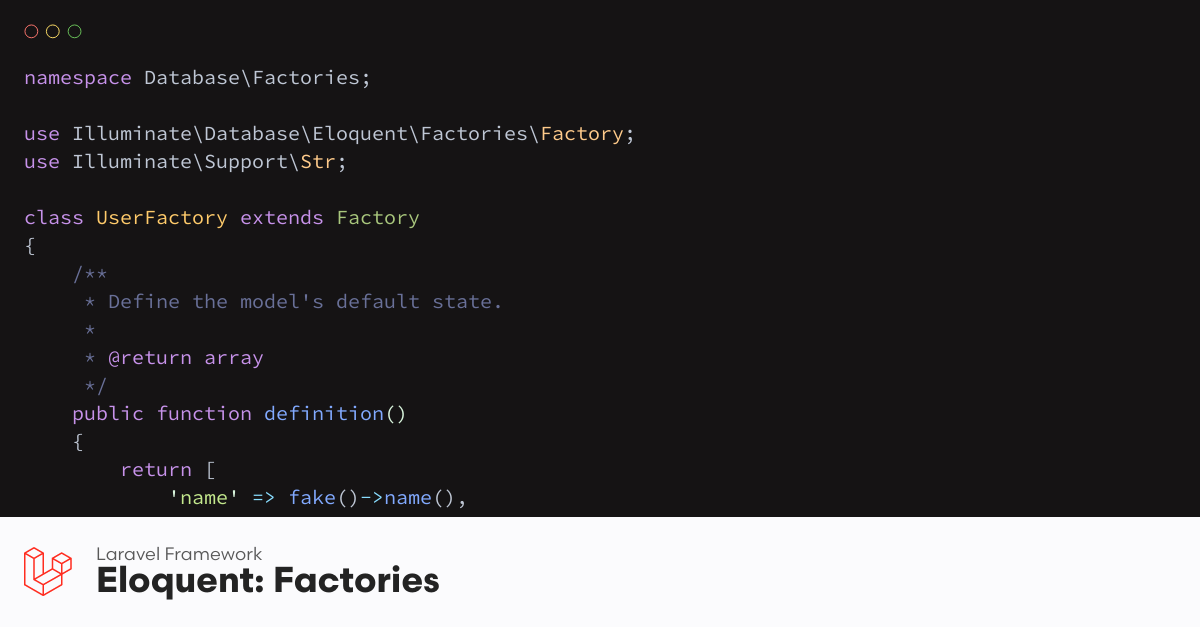 namespace Database\Factories;
use Illuminate\Database\Eloquent\Factories\Factory;
use Illuminate\Support\Str;
class UserFactory extends Factory
{
    /**
     * Define the model's default state.
     *
     * @return array
     */
    public function definition()
    {
        return [
            'name' => fake()->name(),
Laravel Framework
Eloquent: Factories